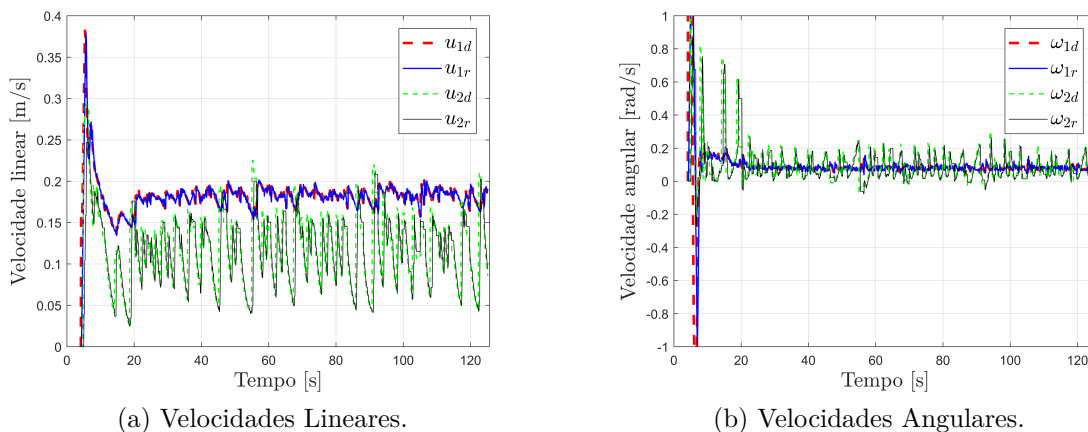 0.4
0.35
0.3
0.25
0.2
0.15
0.1
0.05
0
Velocidade linear [m/s]
u1d
u1r
u2d
u2r
0 20 40 60 80 100 120
Tempo [s]
(a) Velocidades Lineares.
1
0.8
0.6
0.4
0.2
0
-0.2
-0.4
-0.6
-0.8
-1
Velocidade angular [rad/s]
ω1d
ω1r
ω2d
ω2r
0 20 40 60 80 100 120
Tempo [s]
(b) Velocidades Angulares.